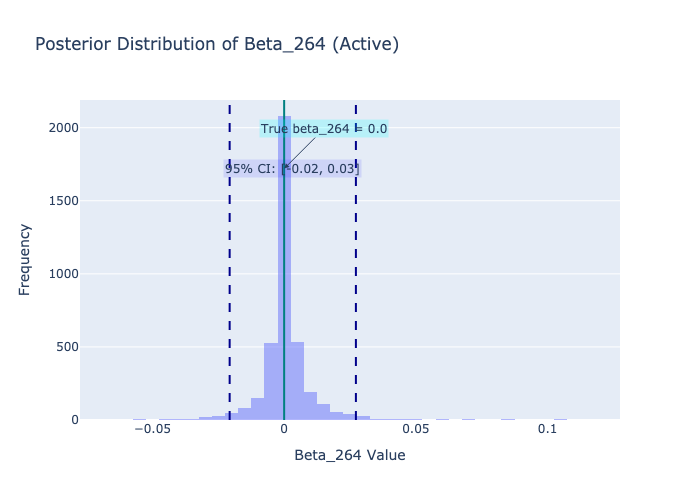 Posterior Distribution of Beta_264 (Active)
True beta_264 = 0.0
95% CI: [-0.02, 0.03]
Frequency
2000
1500
1000
500
0
−0.05
0
0.05
0.1
Beta_264 Value